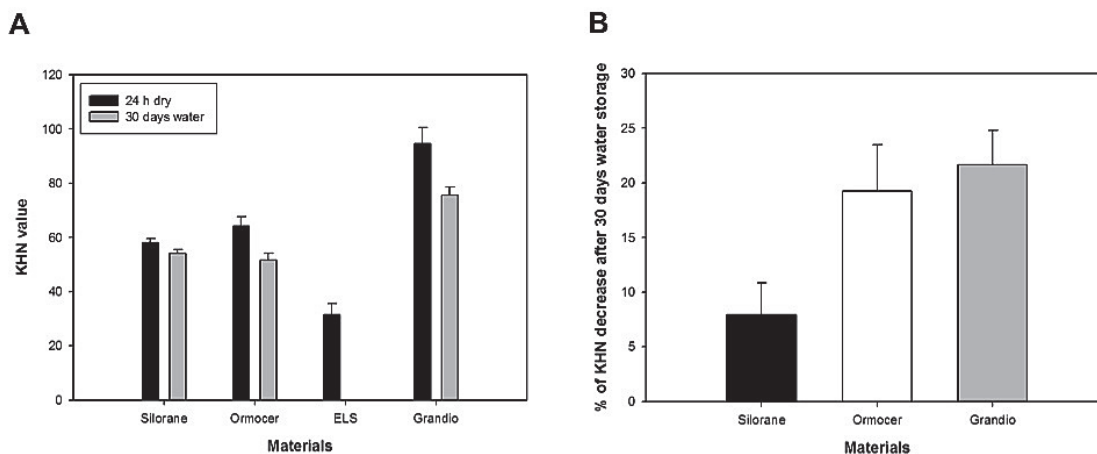 A
KHN value
120
100
80
60
40
20
0
24 h dry
30 days water
Silorane Ormocer ELS Grandio
Materials
B
% of KHN decrease after 30 days water storage
30
25
20
15
10
5
0
Silorane Ormocer Grandio
Materials